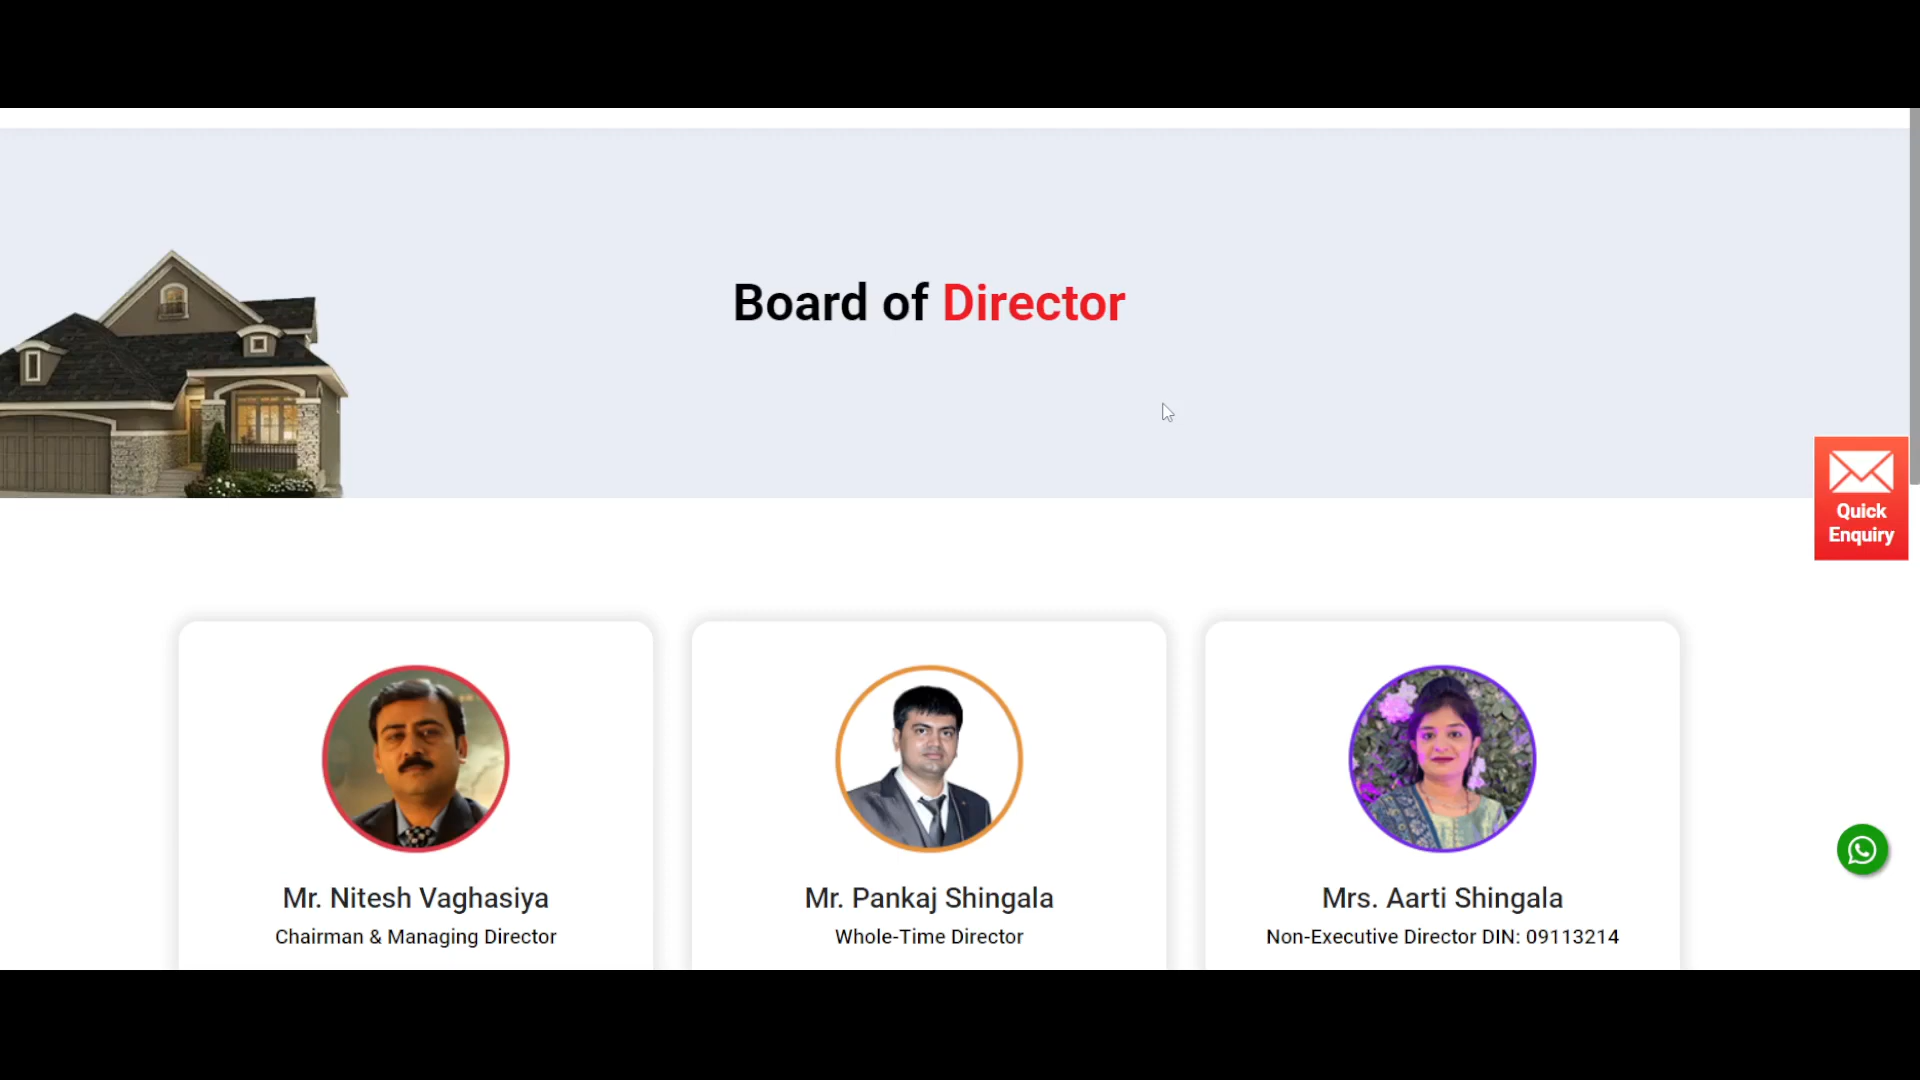 Board of Director
Quick
Enquiry
Mr. Nitesh Vaghasiya
Chairman & Managing Director
Mr. Pankaj Shingala
Whole-Time Director
Mrs. Aarti Shingala
Non-Executive Director DIN: 09113214